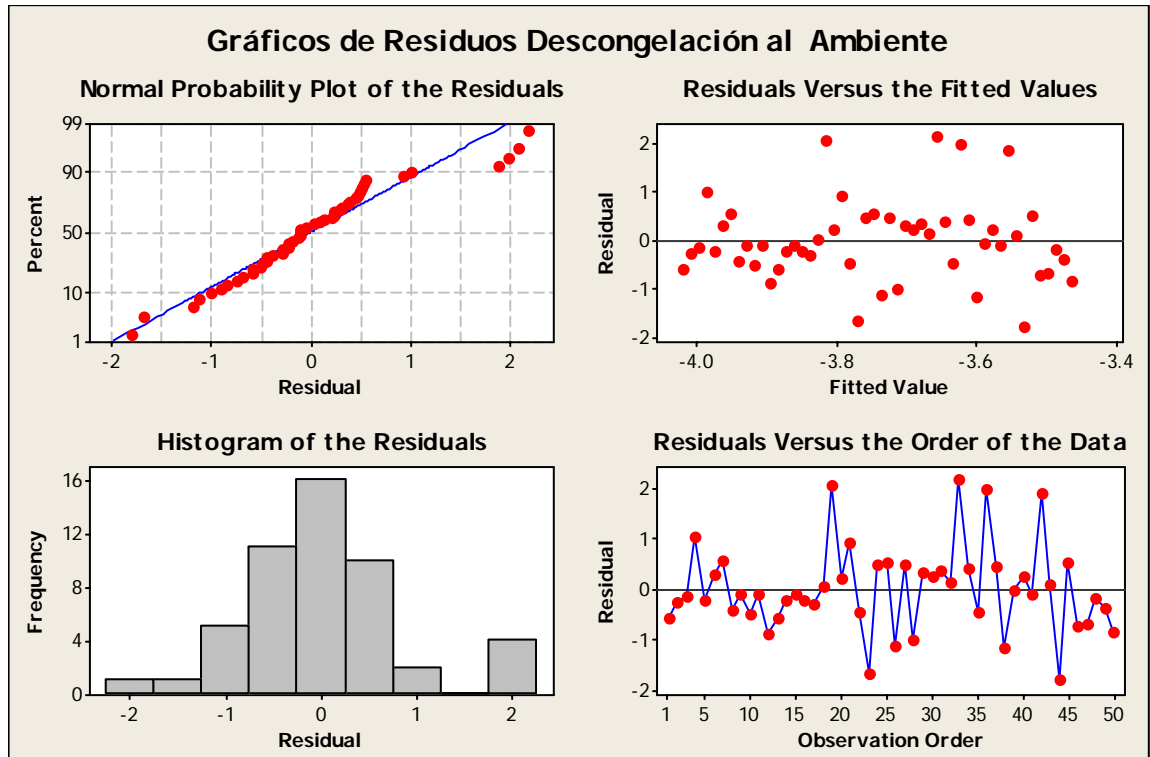 Gráficos de Residuos Descongelación al Ambiente
Normal Probability Plot of the Residuals
99
90
50
10
1
Percent
-2 -1 0 1 2
Residual
Residuals Versus the Fitted Values
2
1
0
-1
-2
Residual
-4.0 -3.8 -3.6 -3.4
Fitted Value
Histogram of the Residuals
16
12
8
4
0
Frequency
-2 -1 0 1 2
Residual
Residuals Versus the Order of the Data
2
1
0
-1
-2
Residual
1 5 10 15 20 25 30 35 40 45 50
Observation Order